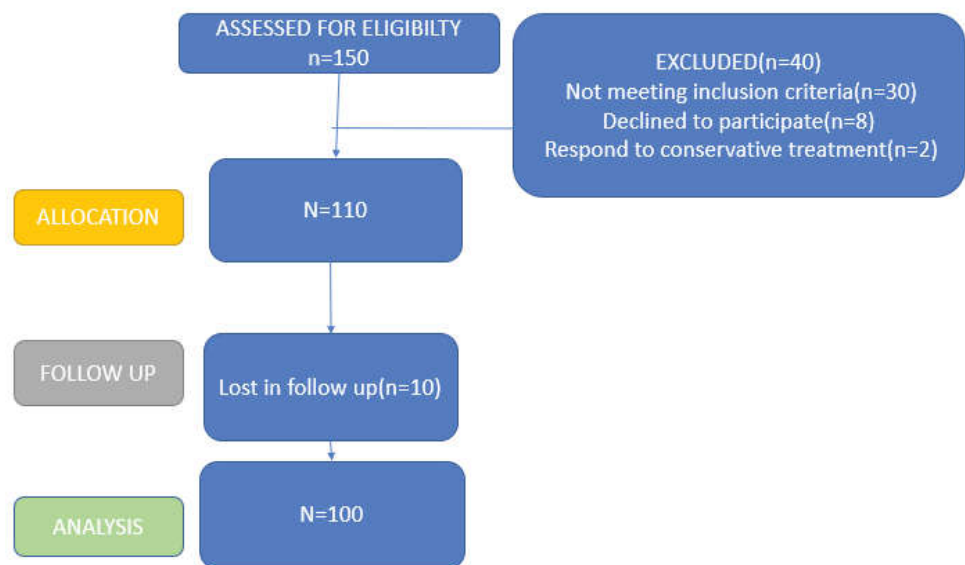 ASSESSED FOR ELIGIBILTY
n=150
EXCLUDED(n=40)
Not meeting inclusion criteria(n=30)
Declined to participate(n=8)
Respond to conservative treatment(n=2)
ALLOCATION
N=110
FOLLOW UP
Lost in follow up(n=10)
ANALYSIS
N=100